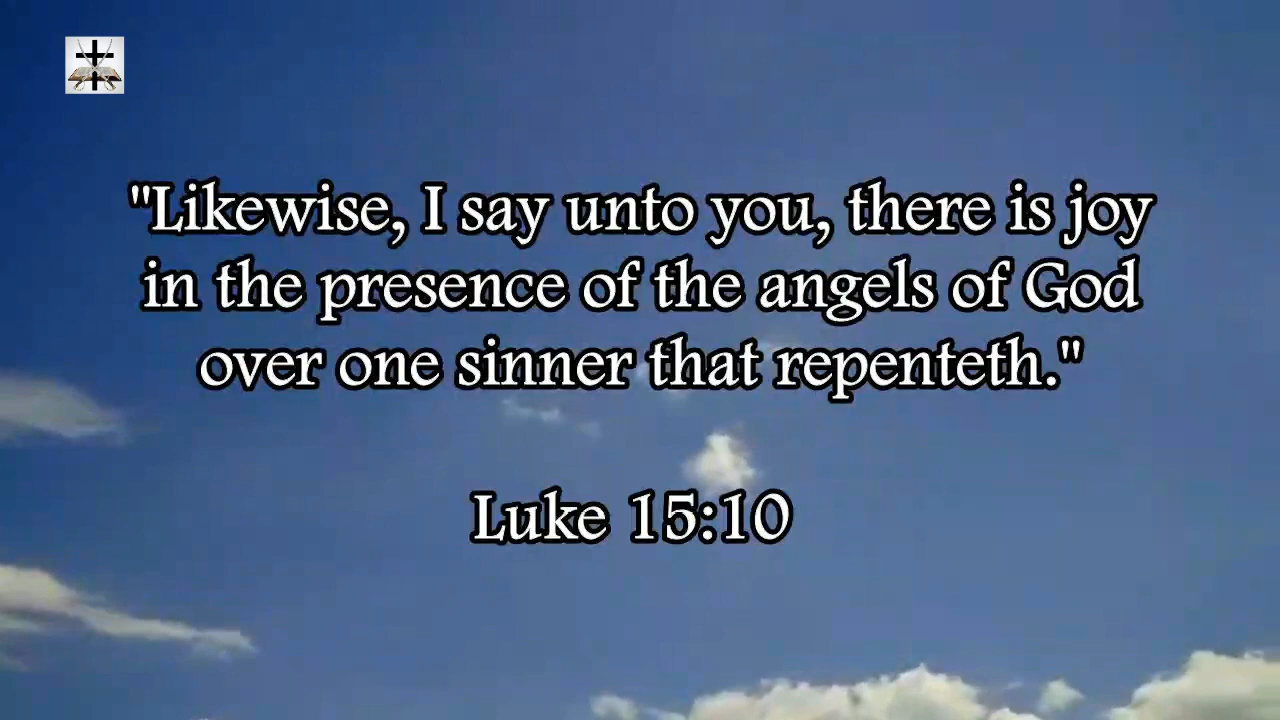 "Likewise, I say unto you, there is joy
in the presence of the angels of God
over one sinner that repenteth."
Luke 15:10